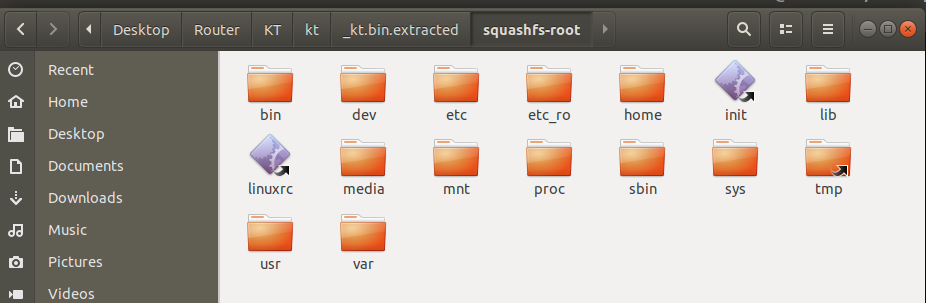 Desktop Router KT kt _kt.bin.extracted squashfs-root
Recent
Home
Desktop
Documents
Downloads
Music
Pictures
Videos
bin dev etc etc_ro home init lib
linuxrc media mnt proc sbin sys tmp
usr var